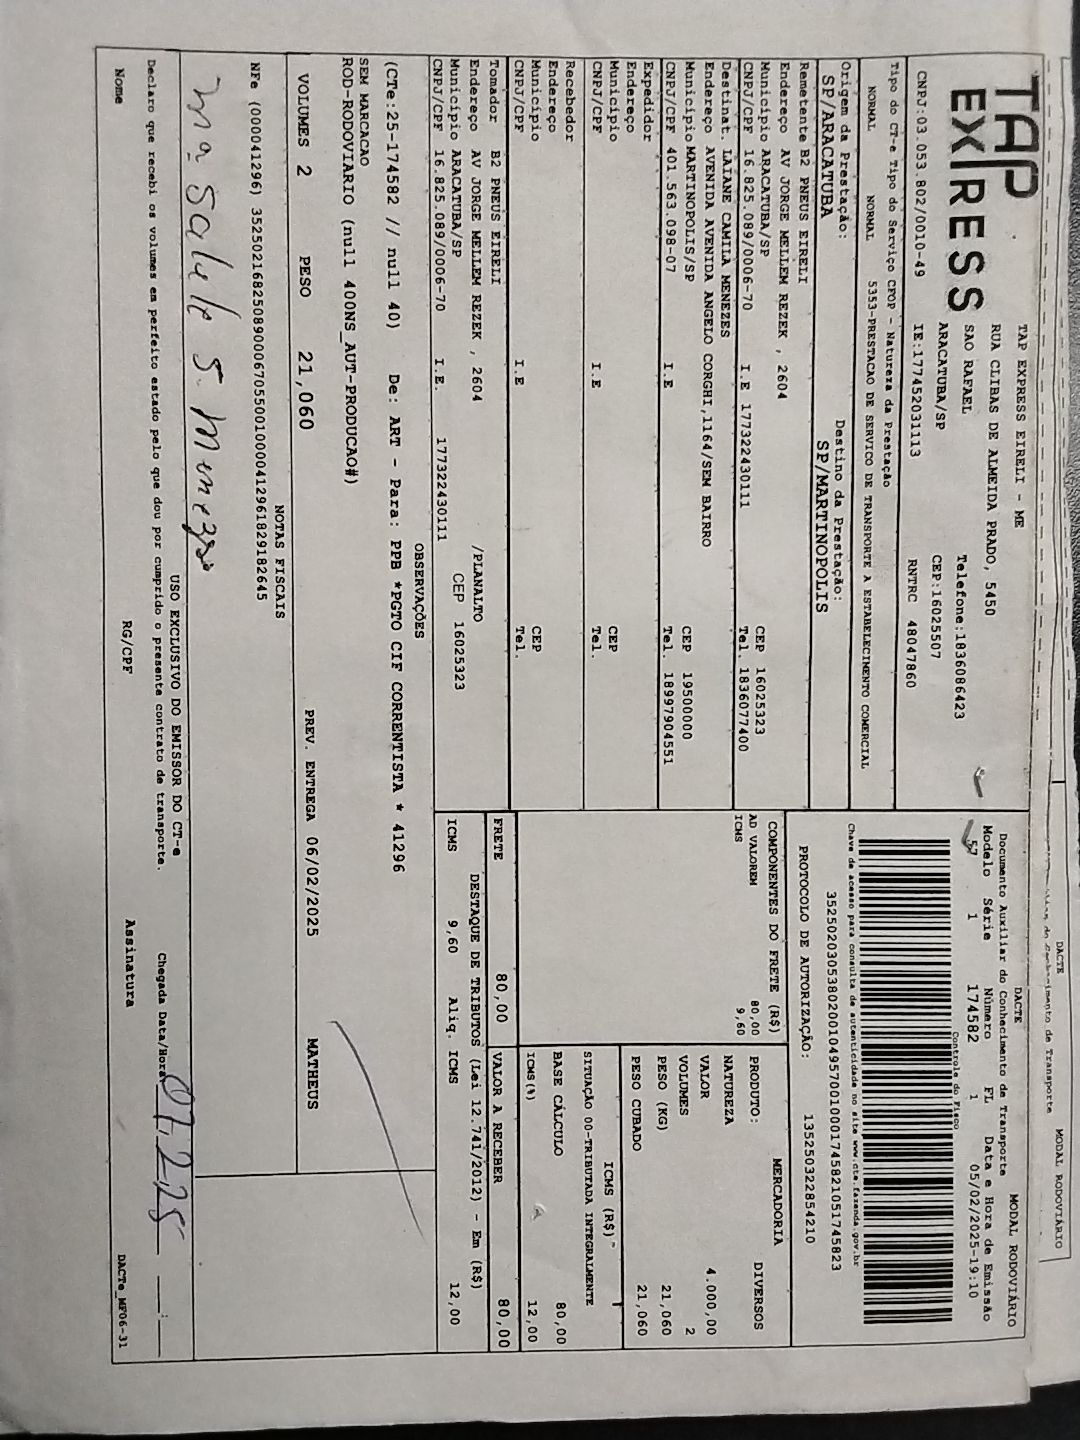 DACTE MODAL RODOVIÁRIO
TAP EXPRESS
TAP EXPRESS EIRELI - ME
RUA CLIBAS DE ALMEIDA PRADO, 5450
SAO RAFAEL Telefone:1836086423
ARACATUBA/SP CEP:16025507
CNPJ:03.053.802/0010-49 IE:177452031113 RNTRC 48047860
DACTE MODAL RODOVIÁRIO
Documento Auxiliar do Conhecimento de Transporte
Modelo Série Número FL Data e Hora de Emissão
57 1 174582 1 05/02/2025-19:10
Controle do Fisco
Chave de acesso para consulta de autenticidade no site www.cte.fazenda.gov.br
35250203053802001049570010001745821051745823
PROTOCOLO DE AUTORIZAÇÃO: 135250322854210
Tipo do CT-e Tipo do Serviço CFOP - Natureza da Prestação
NORMAL NORMAL 5353-PRESTACAO DE SERVICO DE TRANSPORTE A ESTABELECIMENTO COMERCIAL
Origem da Prestação: Destino da Prestação:
SP/ARACATUBA SP/MARTINOPOLIS
Remetente B2 PNEUS EIRELI
Endereço AV JORGE MELLEM REZEK , 2604
Município ARACATUBA/SP CEP 16025323
CNPJ/CPF 16.825.089/0006-70 I.E 177322430111 Tel. 1836077400
Destinat. LAIANE CAMILA MENEZES
Endereço AVENIDA AVENIDA ANGELO CORGHI,1164/SEM BAIRRO
Município MARTINOPOLIS/SP CEP 19500000
CNPJ/CPF 401.563.098-07 I.E Tel. 18997904551
Expedidor
Endereço
Município CEP
CNPJ/CPF I.E Tel.
Recebedor
Endereço
Município CEP
CNPJ/CPF I.E Tel.
Tomador B2 PNEUS EIRELI
Endereço AV JORGE MELLEM REZEK , 2604 /PLANALTO
Município ARACATUBA/SP CEP 16025323
CNPJ/CPF 16.825.089/0006-70 I.E. 177322430111
COMPONENTES DO FRETE (R$)
AD VALOREM 80,00
ICMS 9,60
MERCADORIA
PRODUTO: DIVERSOS
NATUREZA
VALOR 4.000,00
VOLUMES 2
PESO (KG) 21,060
PESO CUBADO 21,060
ICMS (R$)
SITUAÇÃO 00-TRIBUTADA INTEGRALMENTE
BASE CÁLCULO 80,00
ICMS(%) 12,00
FRETE 80,00 VALOR A RECEBER 80,00
DESTAQUE DE TRIBUTOS (Lei 12.741/2012) - Em (R$)
ICMS 9,60 Aliq. ICMS 12,00
OBSERVAÇÕES
(CTe:25-174582 // null 40) De: ART - Para: PPB *PGTO CIF CORRENTISTA * 41296
SEM MARCACAO
ROD-RODOVIARIO (null 400NS_AUT-PRODUCAO#)
VOLUMES 2 PESO 21,060 PREV. ENTREGA 06/02/2025 MATHEUS
NOTAS FISCAIS
NFe (000041296) 35250216825089000670550010000412961829182645
USO EXCLUSIVO DO EMISSOR DO CT-e
Declaro que recebi os volumes em perfeito estado pelo que dou por cumprido o presente contrato de transporte. Chegada Data/Hora 07.2.25 :
Nome RG/CPF Assinatura DACTe_MF06-31